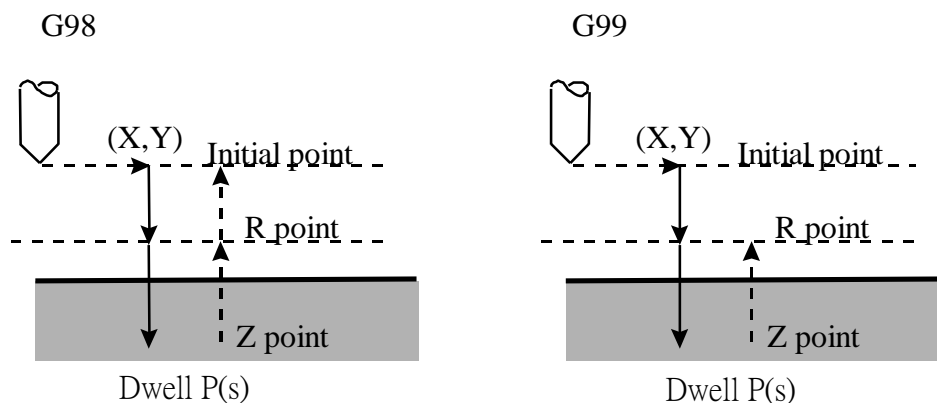 G98
(X,Y)
Initial point
R point
Z point
Dwell P(s)
G99
(X,Y)
Initial point
R point
Z point
Dwell P(s)